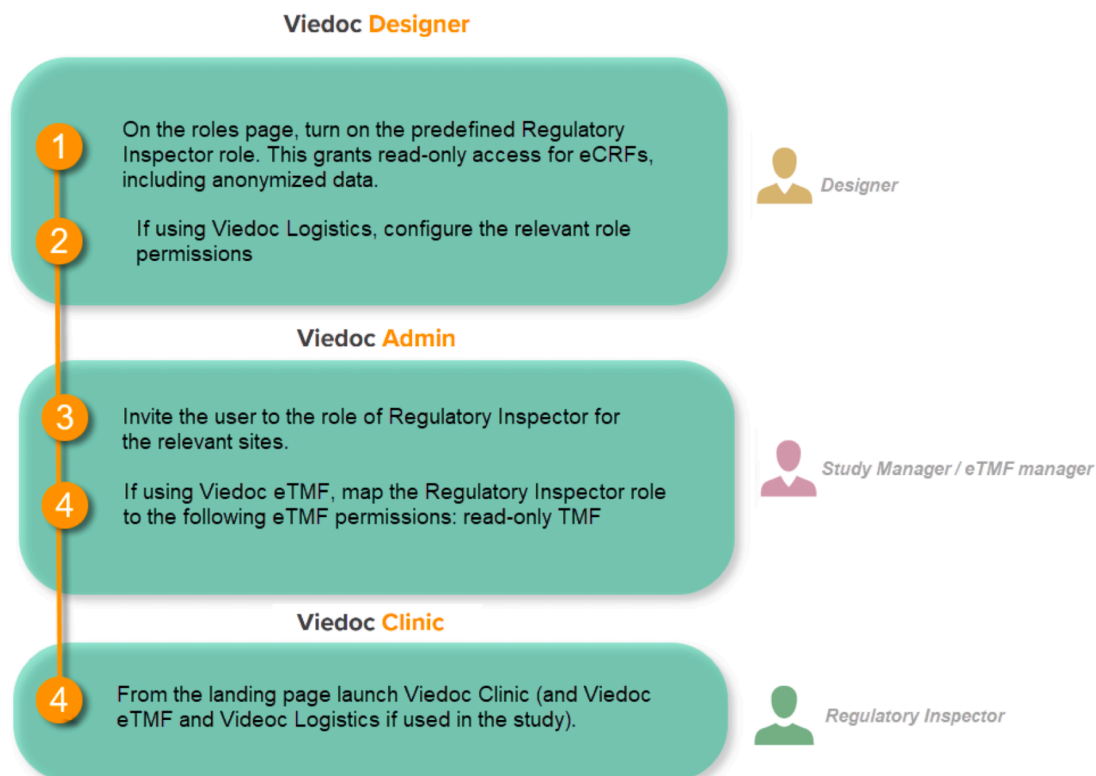 Viedoc Designer
1
On the roles page, turn on the predefined Regulatory
Inspector role. This grants read-only access for eCRFs,
including anonymized data.
2
If using Viedoc Logistics, configure the relevant role
permissions
Designer
Viedoc Admin
3
Invite the user to the role of Regulatory Inspector for
the relevant sites.
4
If using Viedoc eTMF, map the Regulatory Inspector role
to the following eTMF permissions: read-only TMF
Study Manager / eTMF manager
Viedoc Clinic
4
From the landing page launch Viedoc Clinic (and Viedoc
eTMF and Videoc Logistics if used in the study).
Regulatory Inspector